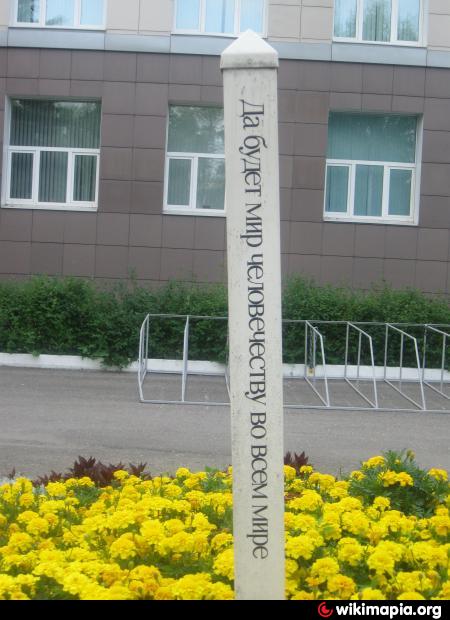 Да будет мир человечеству во всем мире
wikimapia.org